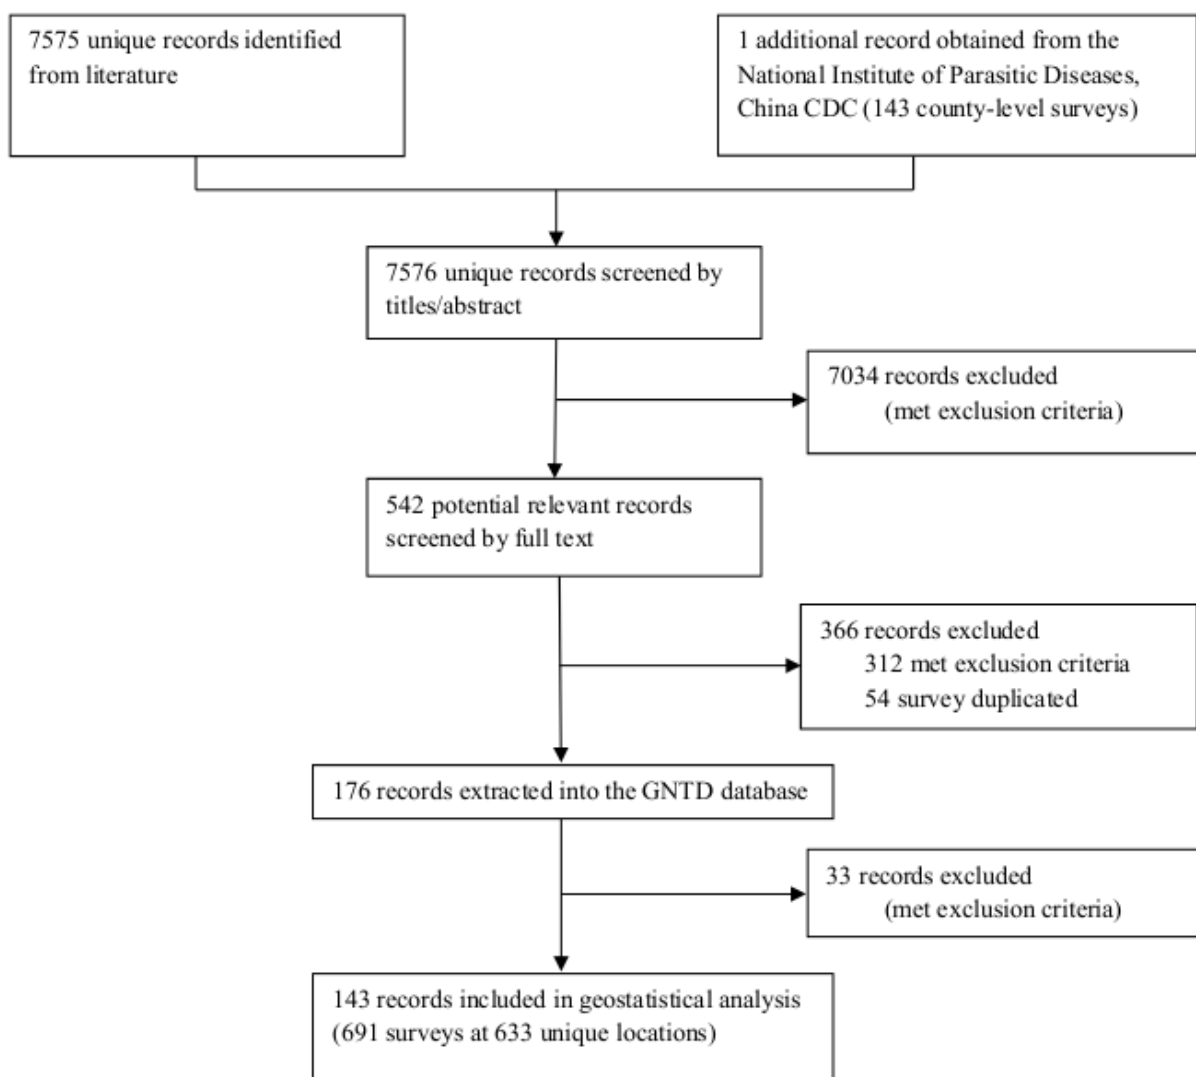 7575 unique records identified
from literature
1 additional record obtained from the
National Institute of Parasitic Diseases,
China CDC (143 county-level surveys)
7576 unique records screened by
titles/abstract
7034 records excluded
(met exclusion criteria)
542 potential relevant records
screened by full text
366 records excluded
312 met exclusion criteria
54 survey duplicated
176 records extracted into the GNTD database
33 records excluded
(met exclusion criteria)
143 records included in geostatistical analysis
(691 surveys at 633 unique locations)